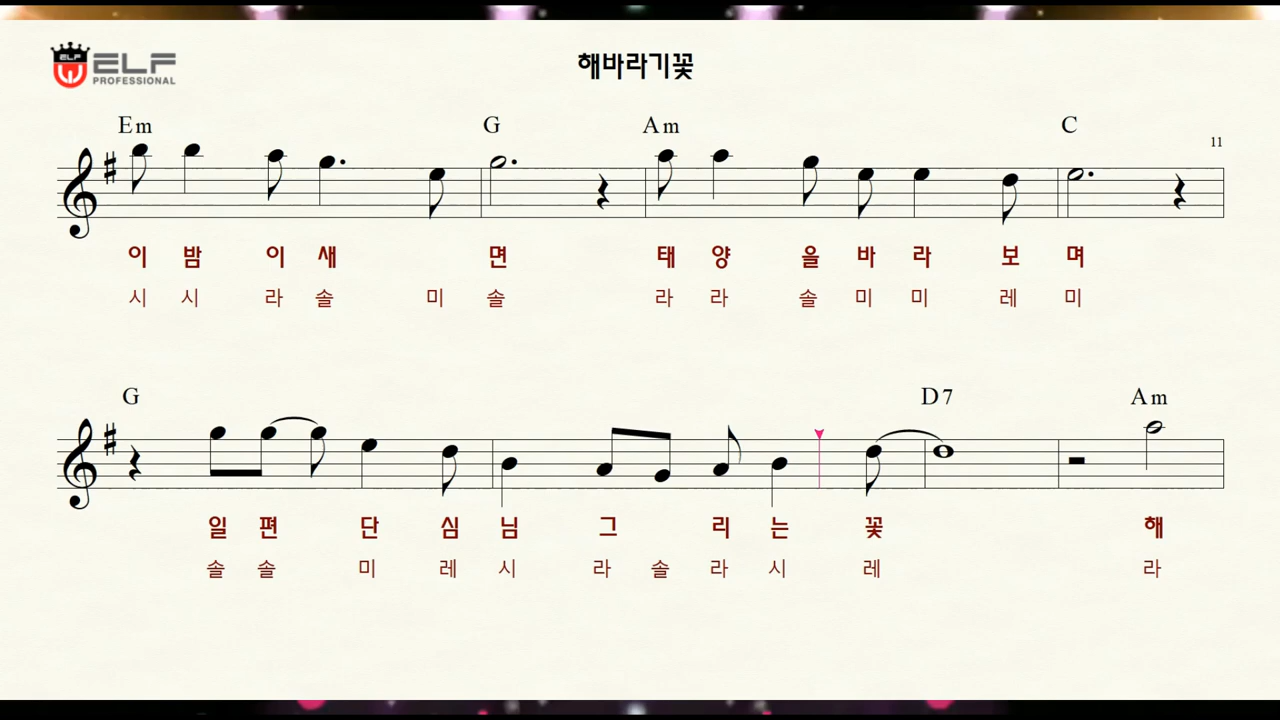 ELF
ELF
PROFESSIONAL
해바라기꽃
Em G Am C
11
이 밤 이 새 면 태 양 을 바 라 보 며
시 시 라 솔 미 솔 라 라 솔 미 미 레 미
G D7 Am
일 편 단 심 님 그 리 는 꽃 해
솔 솔 미 레 시 라 솔 라 시 레 라